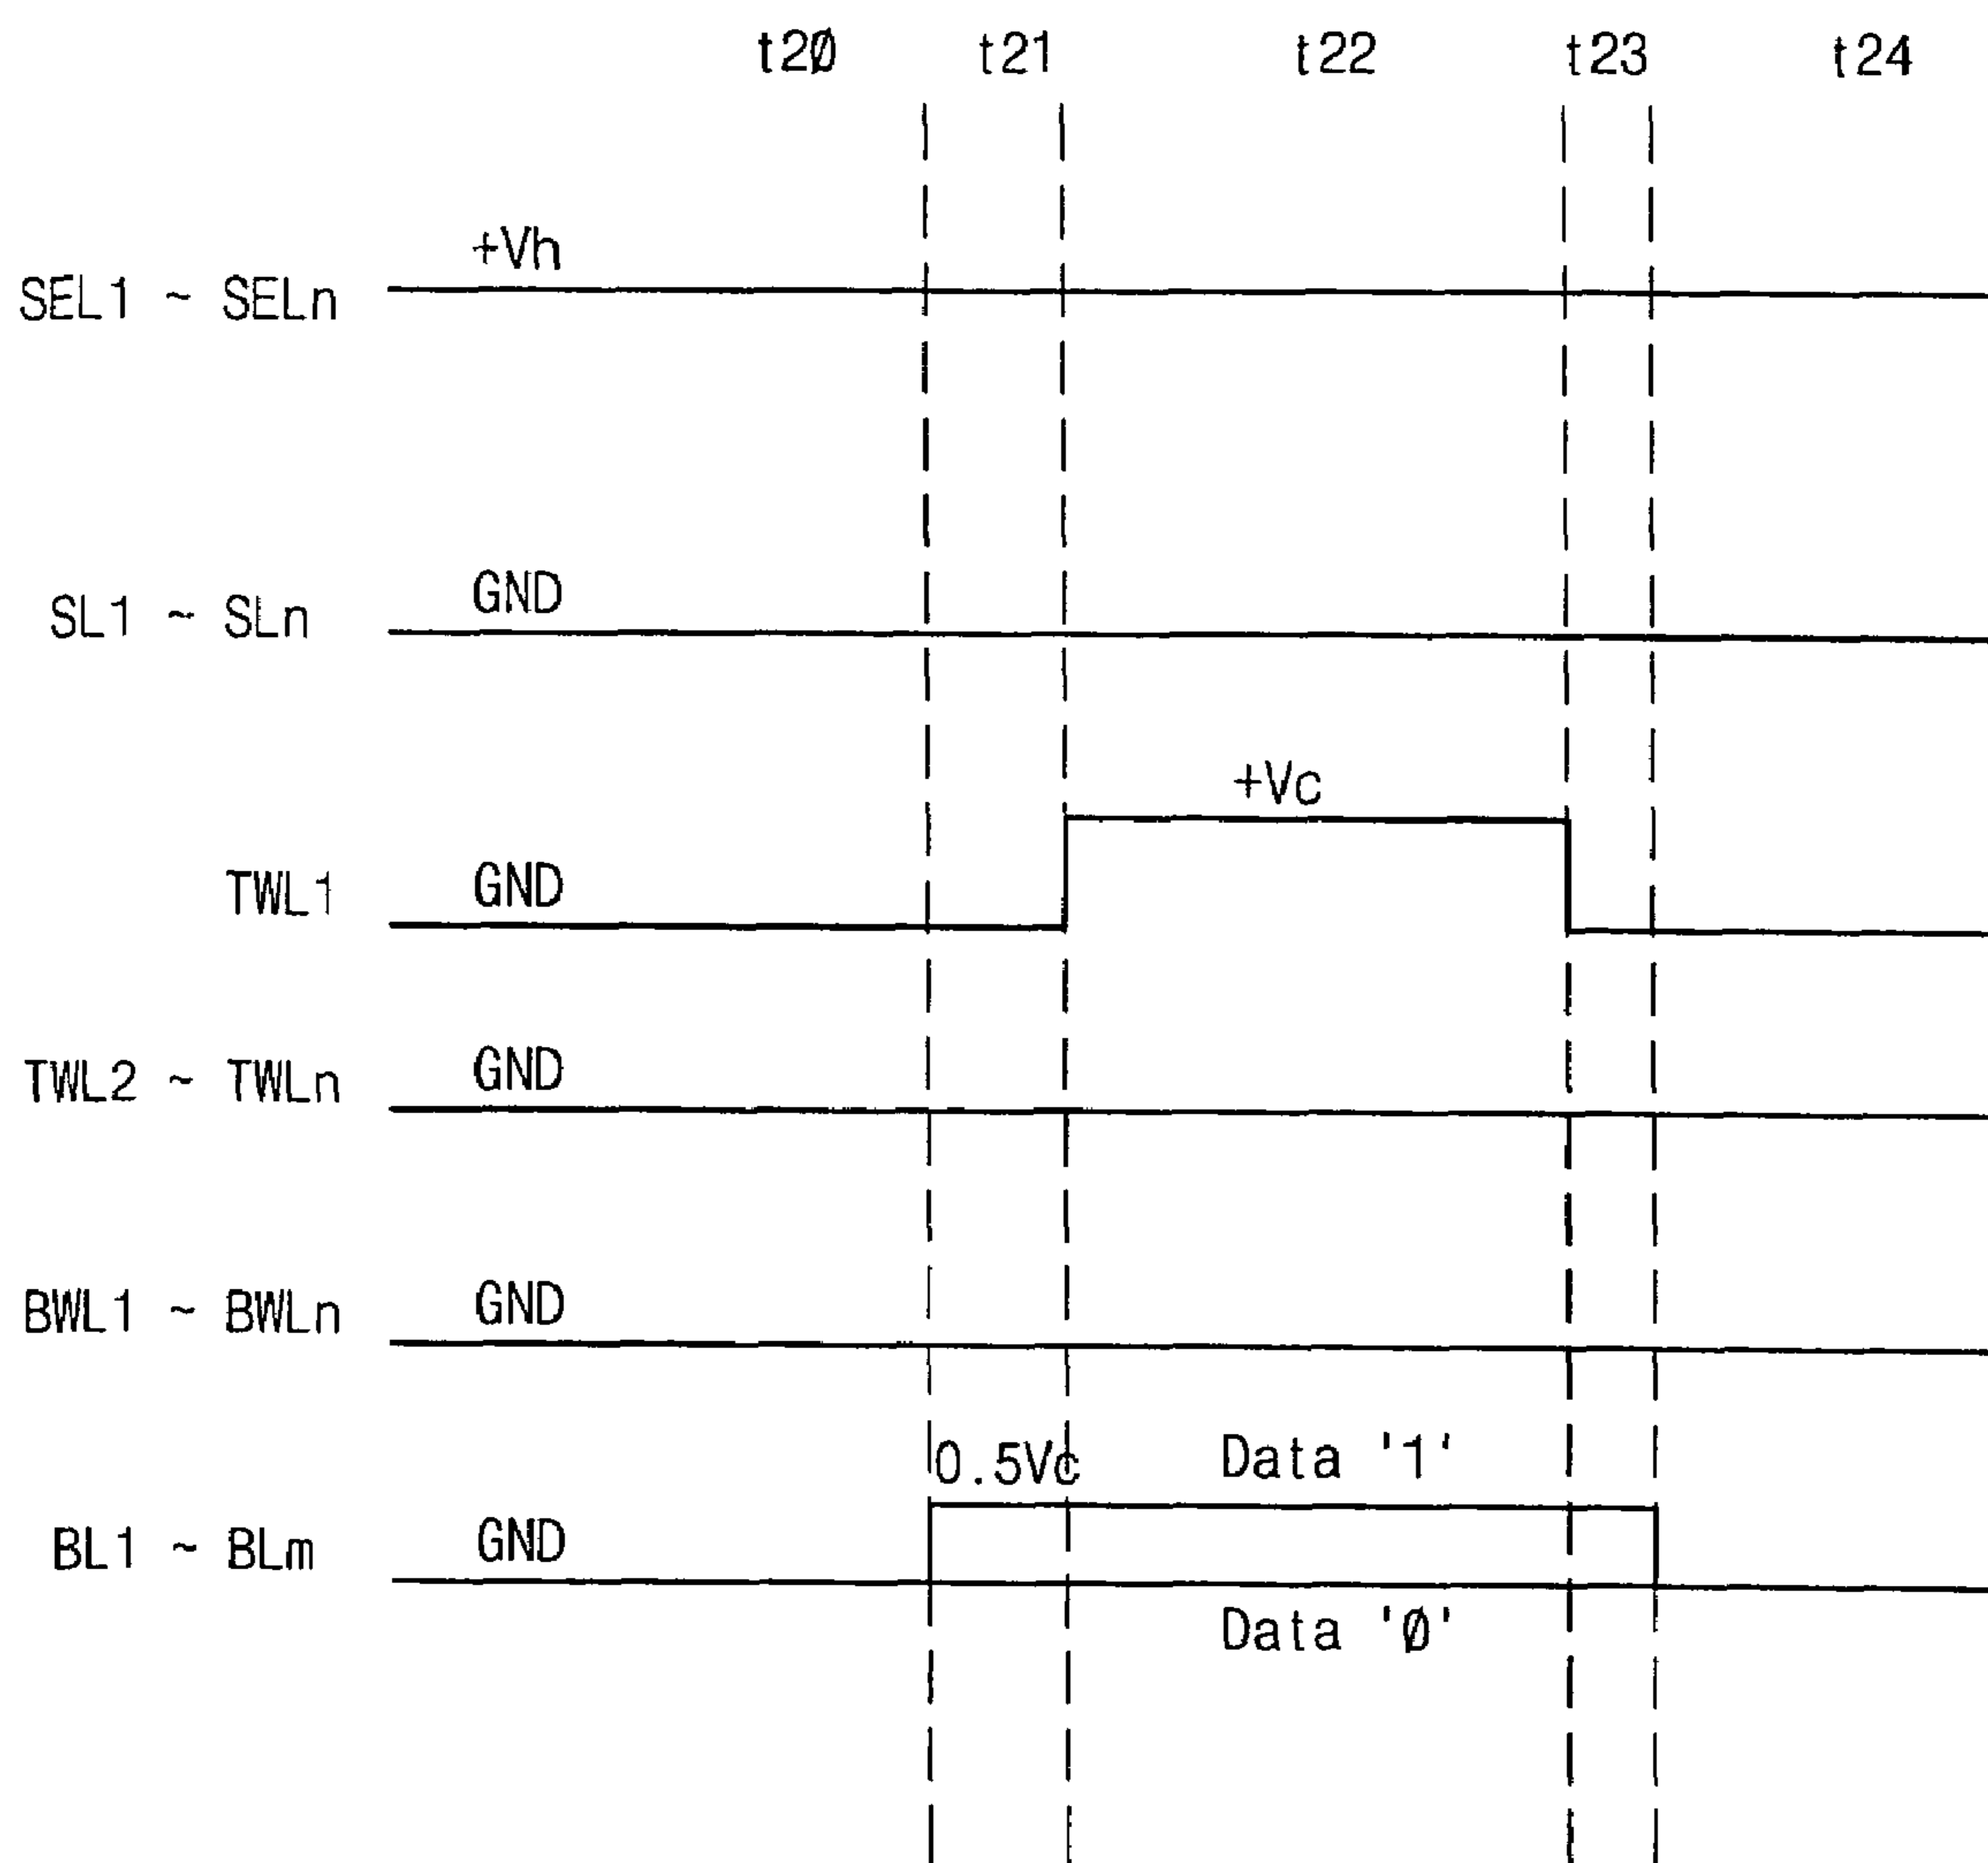 t2Ø t21 t22 t23 t24
+Vh
SEL1 ~ SELn
GND
SL1 ~ SLn
+Vc
TWL1 GND
TWL2 ~ TWLn GND
BWL1 ~ BWLn GND
0.5Vc Data '1'
BL1 ~ BLm GND
Data 'Ø'